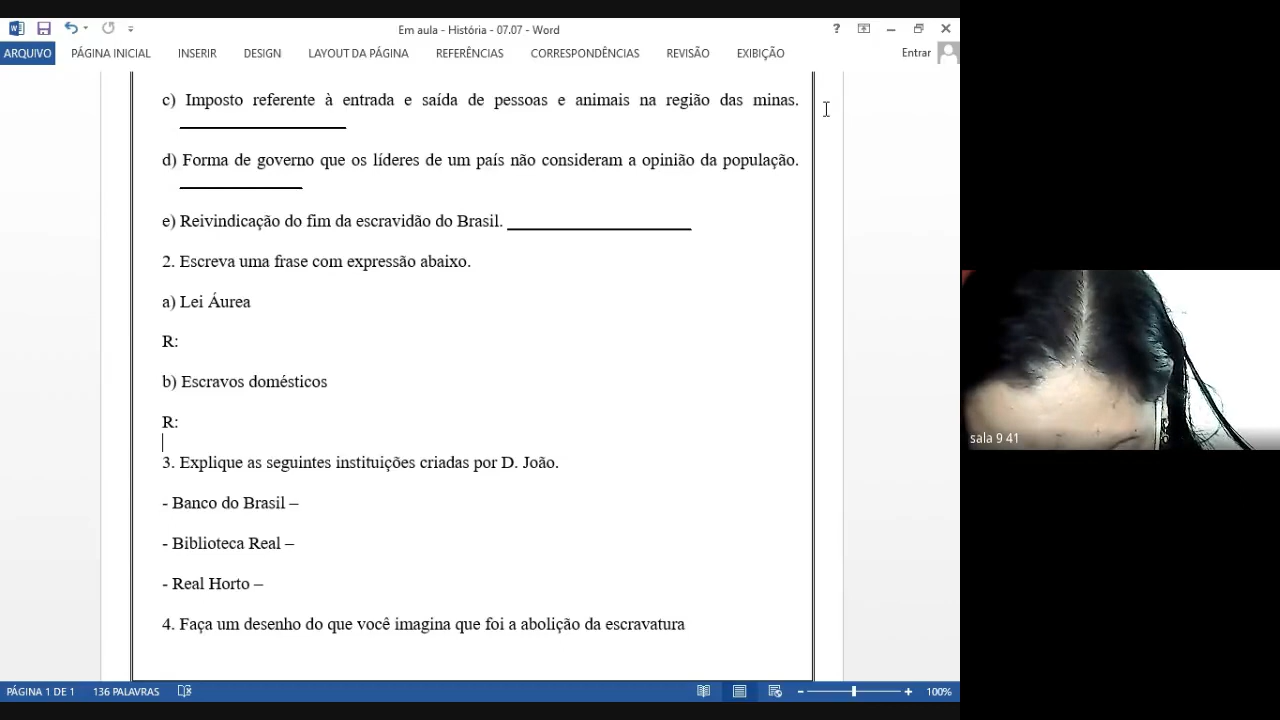 Em aula - História - 07.07 - Word
?
ARQUIVO PÁGINA INICIAL INSERIR DESIGN LAYOUT DA PÁGINA REFERÊNCIAS CORRESPONDÊNCIAS REVISÃO EXIBIÇÃO Entrar
c) Imposto referente à entrada e saída de pessoas e animais na região das minas.
d) Forma de governo que os líderes de um país não consideram a opinião da população.
e) Reivindicação do fim da escravidão do Brasil.
2. Escreva uma frase com expressão abaixo.
a) Lei Áurea
R:
b) Escravos domésticos
R:
3. Explique as seguintes instituições criadas por D. João.
- Banco do Brasil –
- Biblioteca Real –
- Real Horto –
4. Faça um desenho do que você imagina que foi a abolição da escravatura
PÁGINA 1 DE 1 136 PALAVRAS 100%
sala 9 41